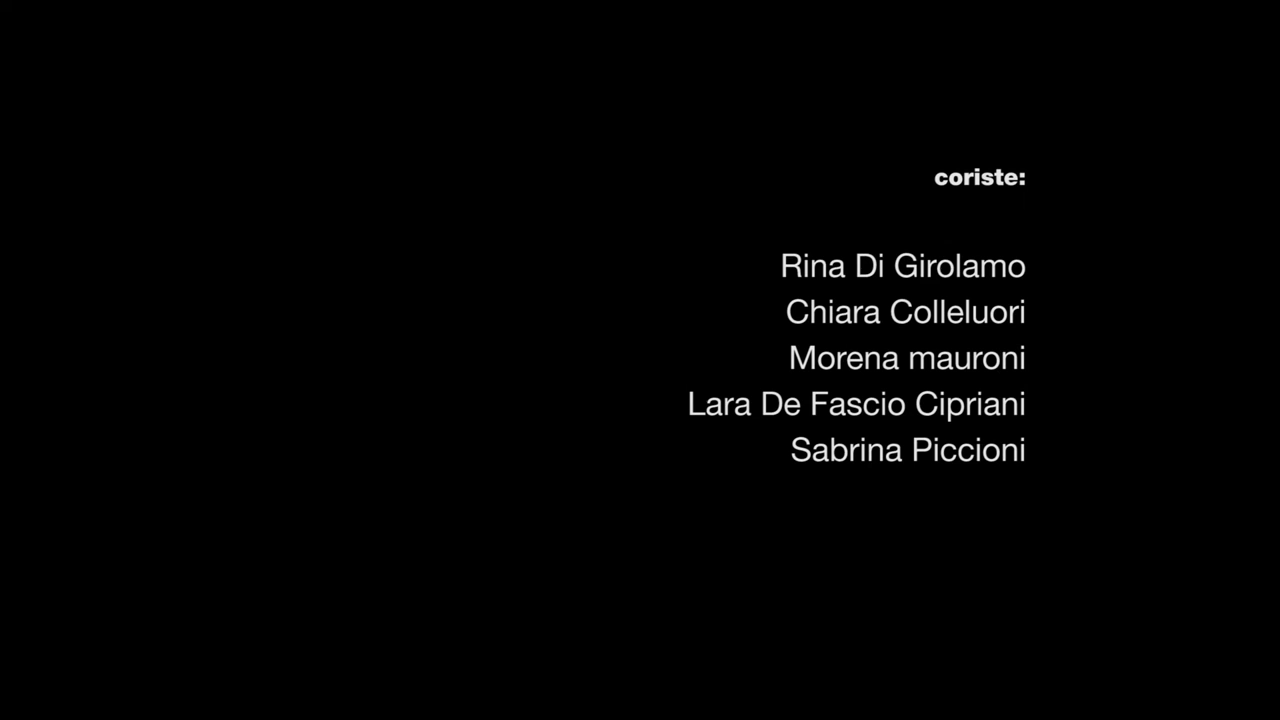 coriste:
Rina Di Girolamo
Chiara Colleluori
Morena mauroni
Lara De Fascio Cipriani
Sabrina Piccioni